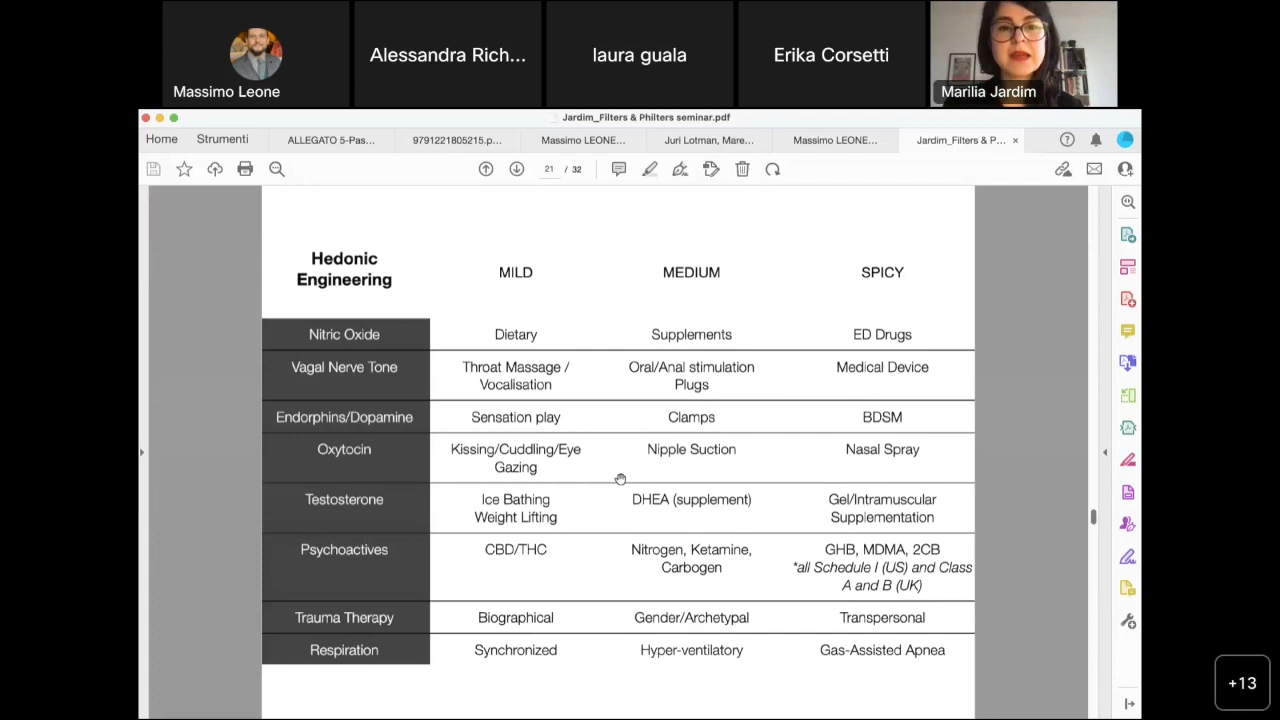 Massimo Leone
Alessandra Rich...
laura guala
Erika Corsetti
Marilia Jardim
Jardim_Filters & Philters seminar.pdf
Home Strumenti ALLEGATO 5-Pas... 9791221805215.p... Massimo LEONE... Juri Lotman, Mare... Massimo LEONE... Jardim_Filters & P... ×
21 / 32
Hedonic
Engineering
MILD MEDIUM SPICY
Nitric Oxide Dietary Supplements ED Drugs
Vagal Nerve Tone Throat Massage / Oral/Anal stimulation Medical Device
Vocalisation Plugs
Endorphins/Dopamine Sensation play Clamps BDSM
Oxytocin Kissing/Cuddling/Eye Nipple Suction Nasal Spray
Gazing
Testosterone Ice Bathing DHEA (supplement) Gel/Intramuscular
Weight Lifting Supplementation
Psychoactives CBD/THC Nitrogen, Ketamine, GHB, MDMA, 2CB
Carbogen *all Schedule I (US) and Class
A and B (UK)
Trauma Therapy Biographical Gender/Archetypal Transpersonal
Respiration Synchronized Hyper-ventilatory Gas-Assisted Apnea
+13